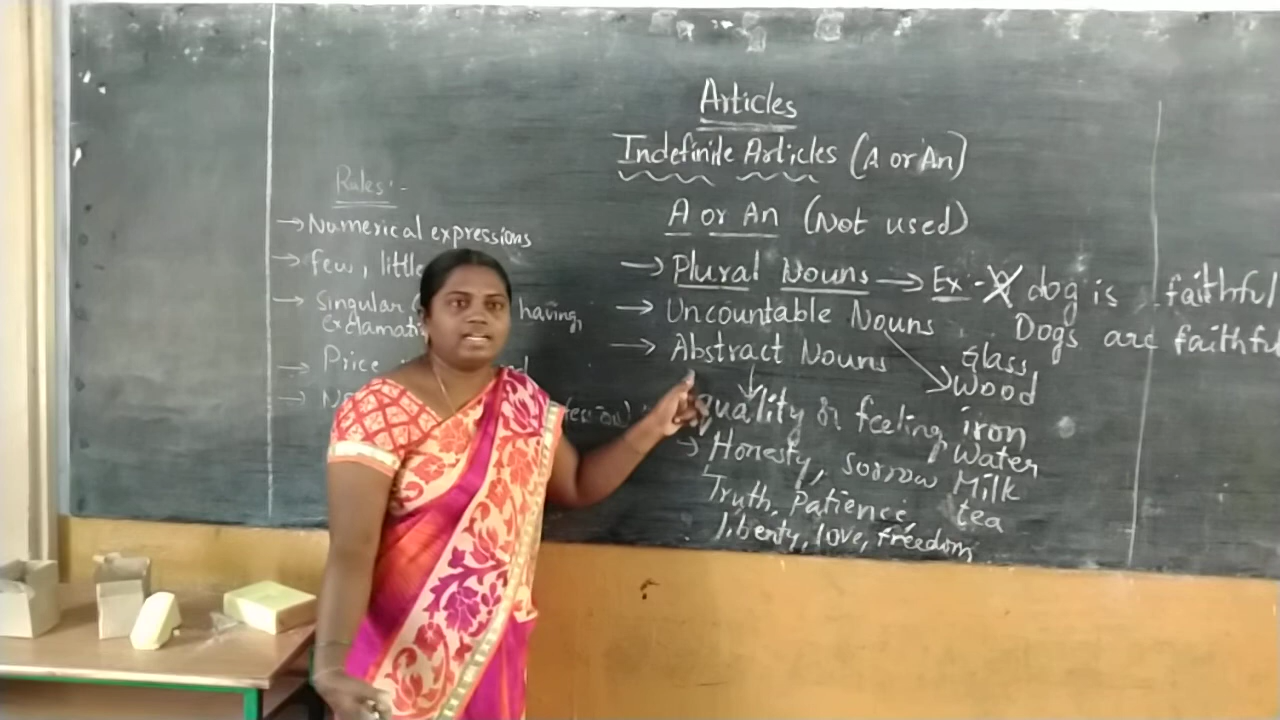 Articles
Indefinite Articles (A or An)
A or An (Not used)
→ Plural Nouns → Ex - A dog is faithful
Dogs are faithful
→ Uncountable Nouns
Glass
Wood
iron
Water
Milk
tea
→ Abstract Nouns
quality or feeling
→ Honesty, sorrow
Truth, Patience,
liberty, love, freedom
Rules:-
→ Numerical expressions
→ few, little
→ Singular having,
exclamati
→ Price